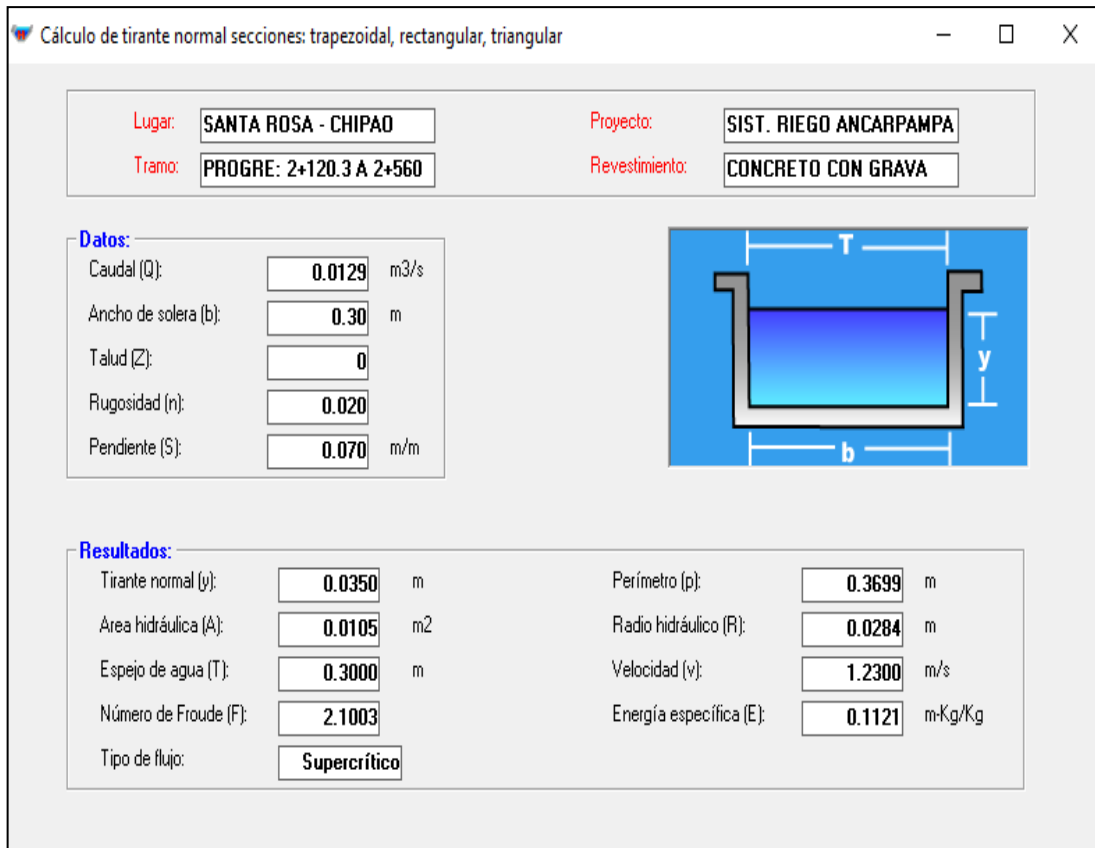 Cálculo de tirante normal secciones: trapezoidal, rectangular, triangular
Lugar: SANTA ROSA - CHIPAO Proyecto: SIST. RIEGO ANCARPAMPA
Tramo: PROGRE: 2+120.3 A 2+560 Revestimiento: CONCRETO CON GRAVA
Datos:
Caudal (Q): 0.0129 m3/s
Ancho de solera (b): 0.30 m
Talud (Z): 0
Rugosidad (n): 0.020
Pendiente (S): 0.070 m/m
T
y
b
Resultados:
Tirante normal (y): 0.0350 m Perímetro (p): 0.3699 m
Area hidráulica (A): 0.0105 m2 Radio hidráulico (R): 0.0284 m
Espejo de agua (T): 0.3000 m Velocidad (v): 1.2300 m/s
Número de Froude (F): 2.1003 Energía específica (E): 0.1121 m-Kg/Kg
Tipo de flujo: Supercrítico